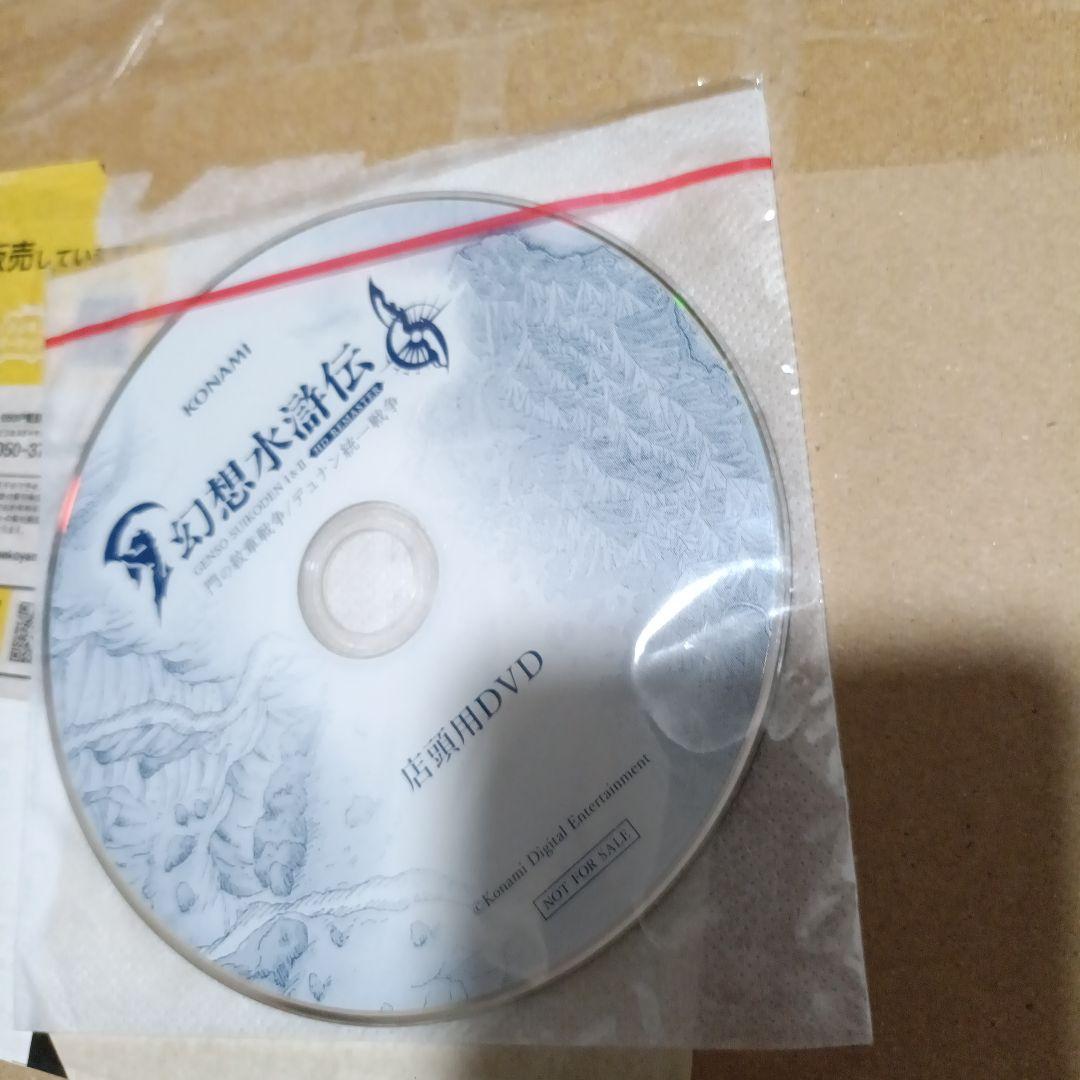 販売している
KONAMI
幻想水滸伝
HD REMASTER
GENSO SUIKODEN I&II
門の紋章戦争/デュナン統一戦争
店頭用DVD
©Konami Digital Entertainment
NOT FOR SALE